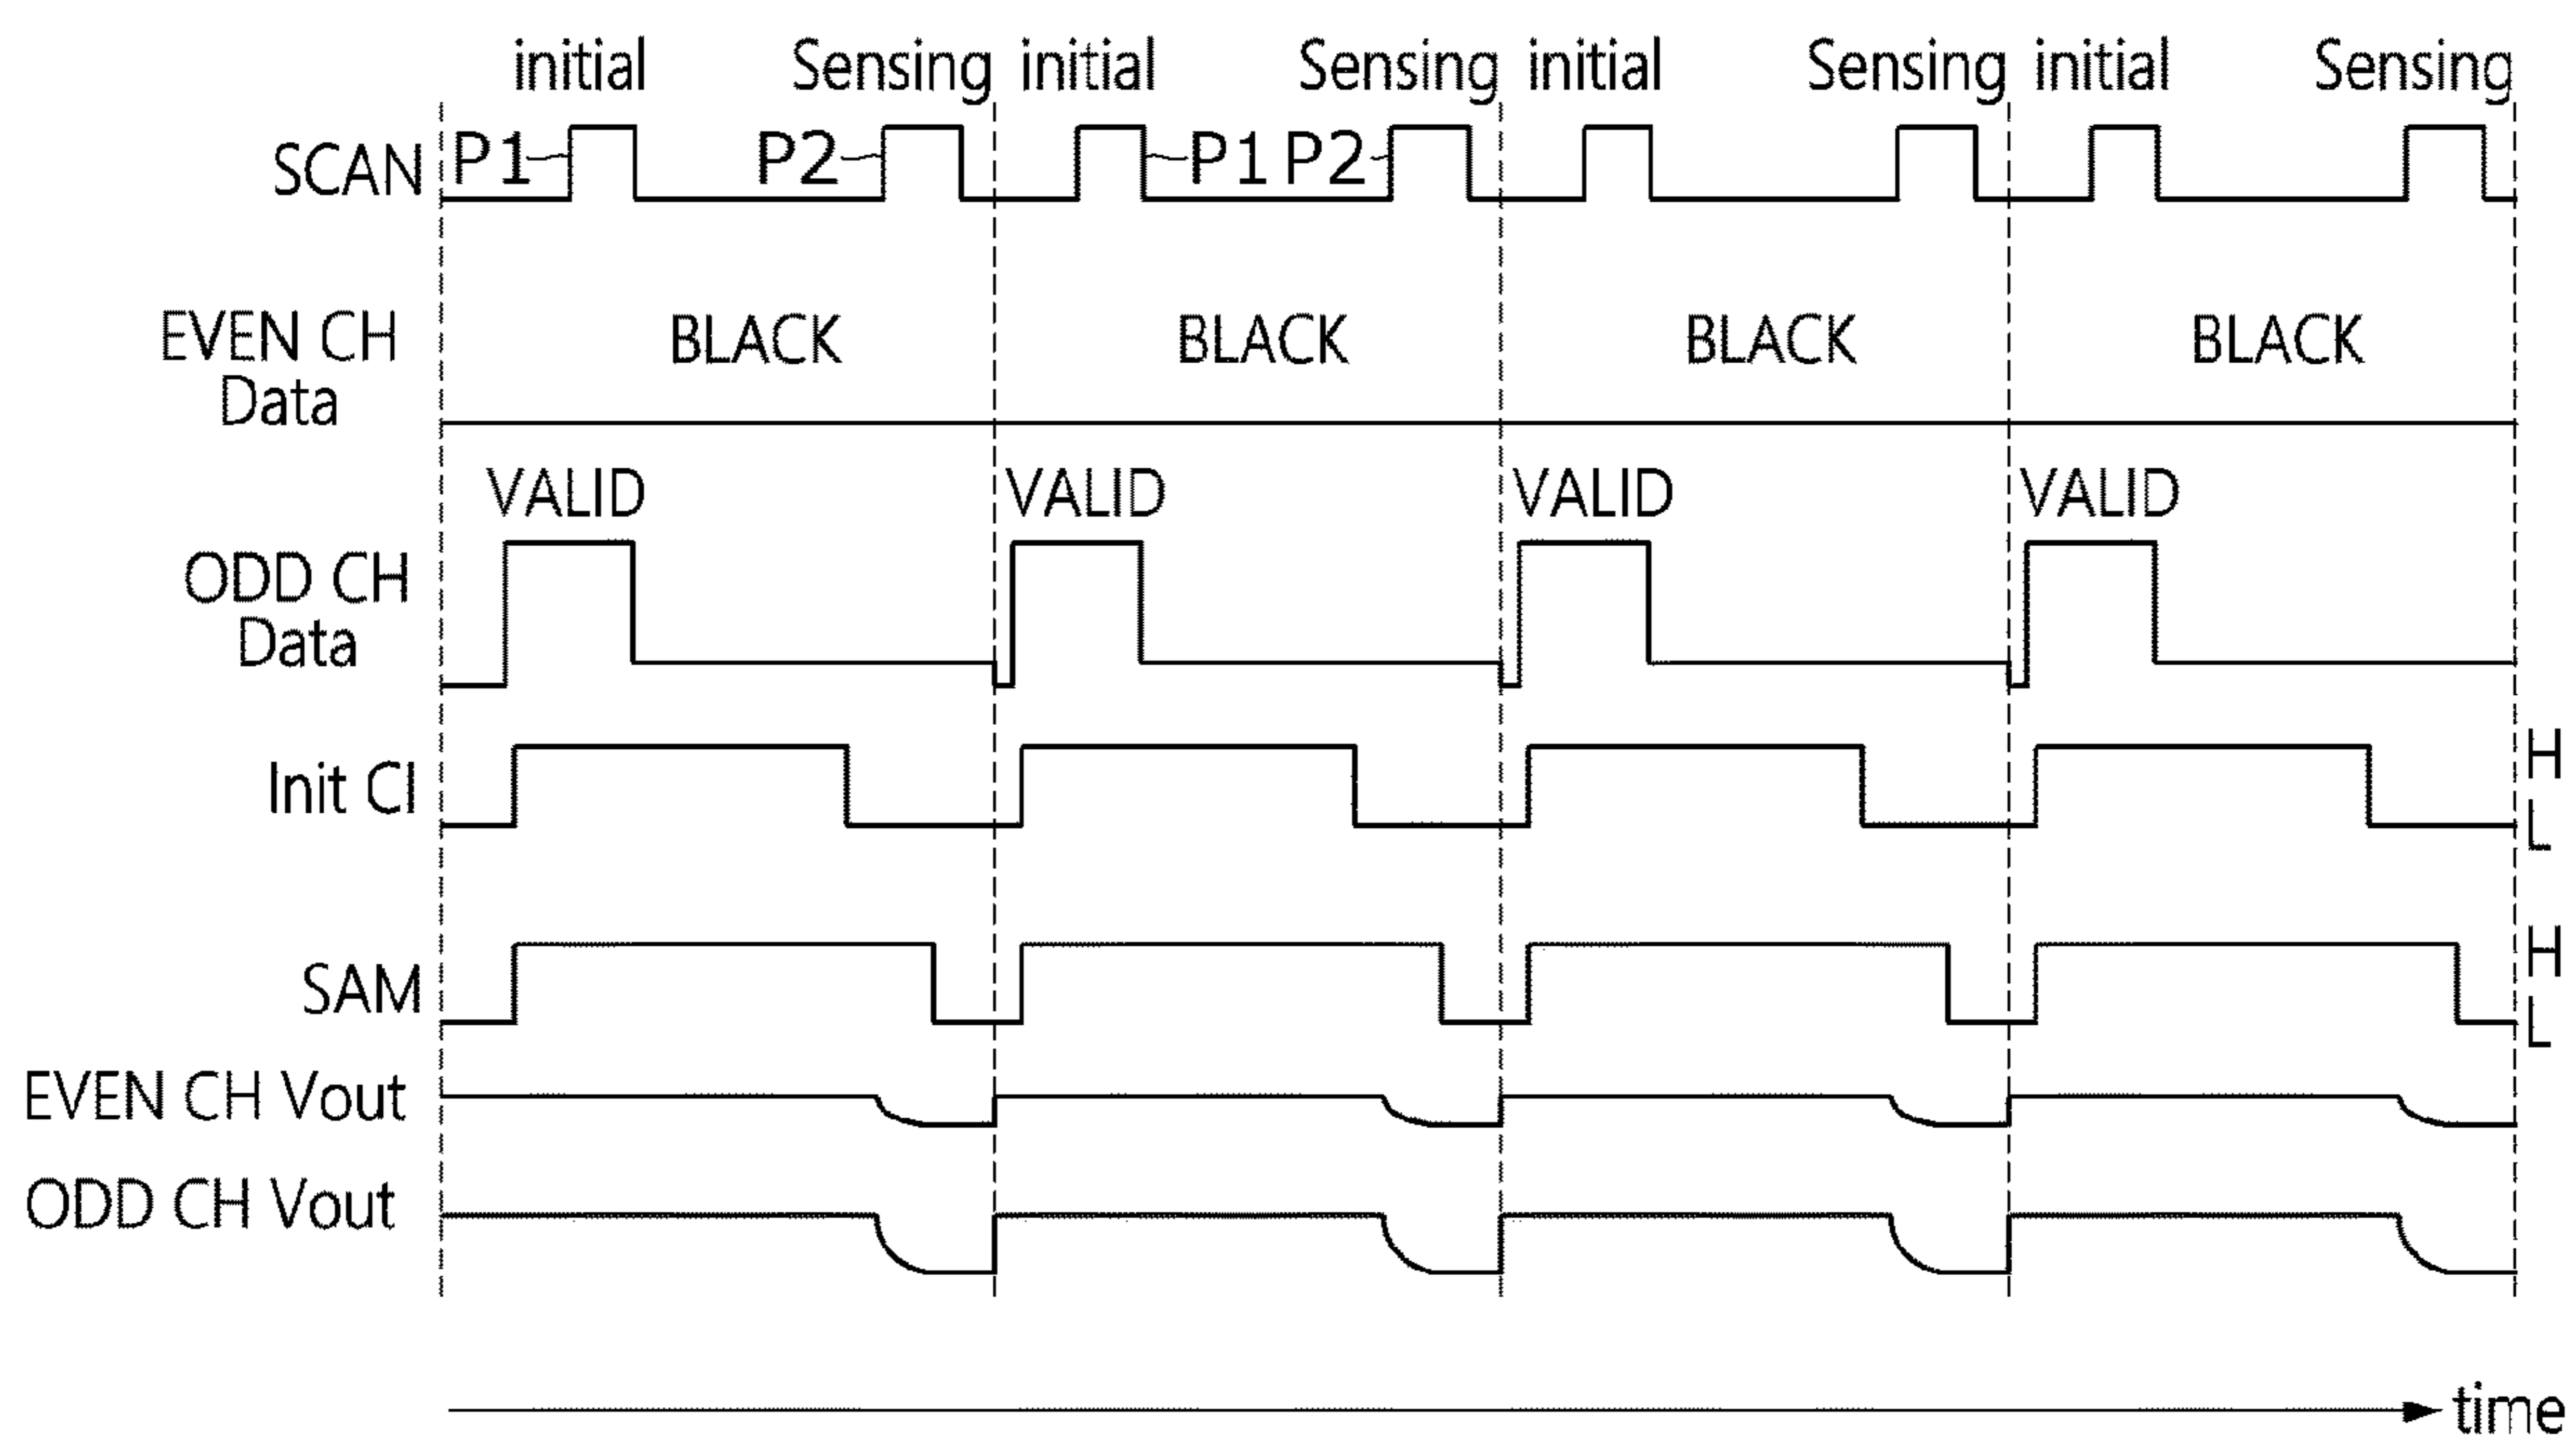 initial Sensing initial Sensing initial Sensing initial Sensing
SCAN P1 P2 P1 P2
EVEN CH BLACK BLACK BLACK BLACK
Data
VALID VALID VALID VALID
ODD CH
Data
Init CI H
L
SAM H
L
EVEN CH Vout
ODD CH Vout
time